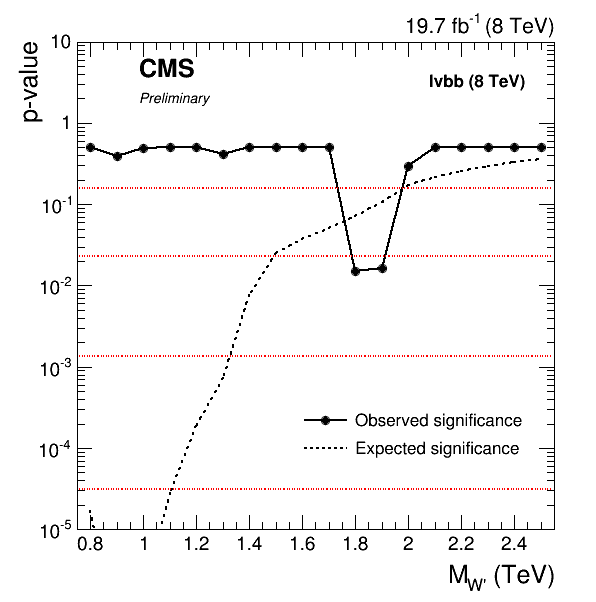 19.7 fb⁻¹ (8 TeV)
CMS
Preliminary
lvbb (8 TeV)
p-value
10
1
10⁻¹
10⁻²
10⁻³
10⁻⁴
10⁻⁵
Observed significance
Expected significance
0.8 1 1.2 1.4 1.6 1.8 2 2.2 2.4
M_W' (TeV)